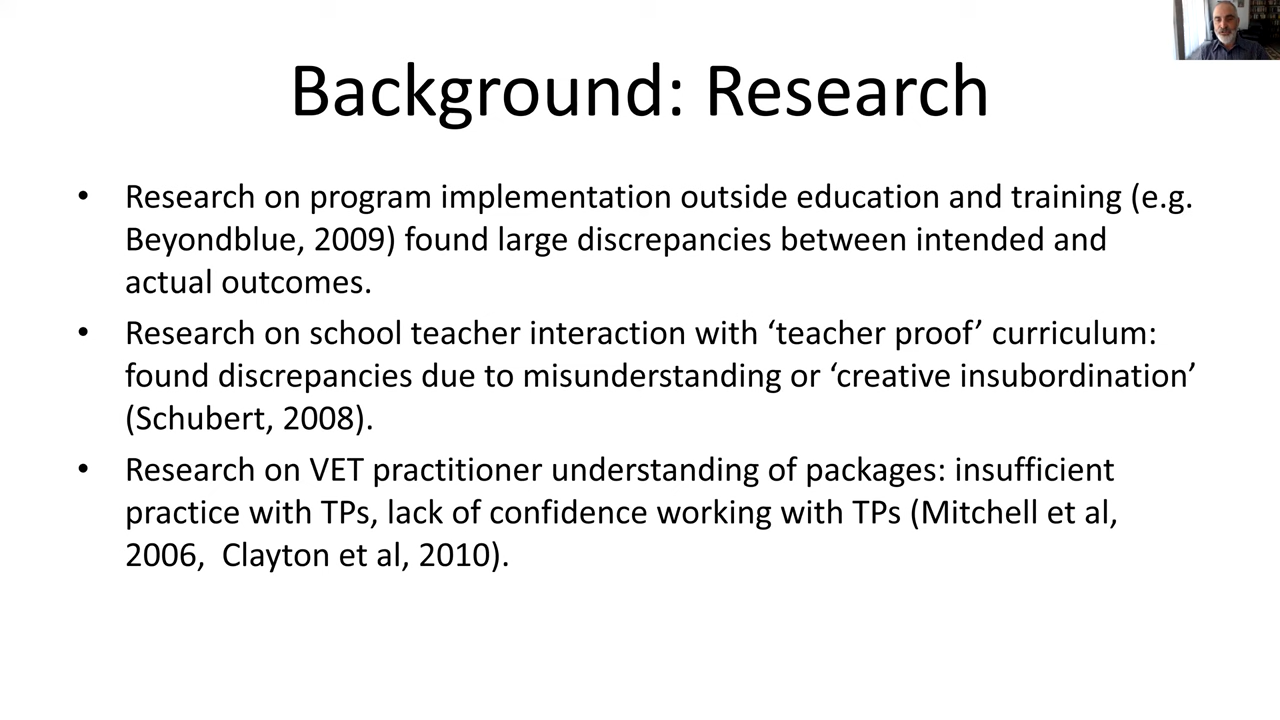 Background: Research
• Research on program implementation outside education and training (e.g.
Beyondblue, 2009) found large discrepancies between intended and
actual outcomes.
• Research on school teacher interaction with ‘teacher proof’ curriculum:
found discrepancies due to misunderstanding or ‘creative insubordination’
(Schubert, 2008).
• Research on VET practitioner understanding of packages: insufficient
practice with TPs, lack of confidence working with TPs (Mitchell et al,
2006,  Clayton et al, 2010).